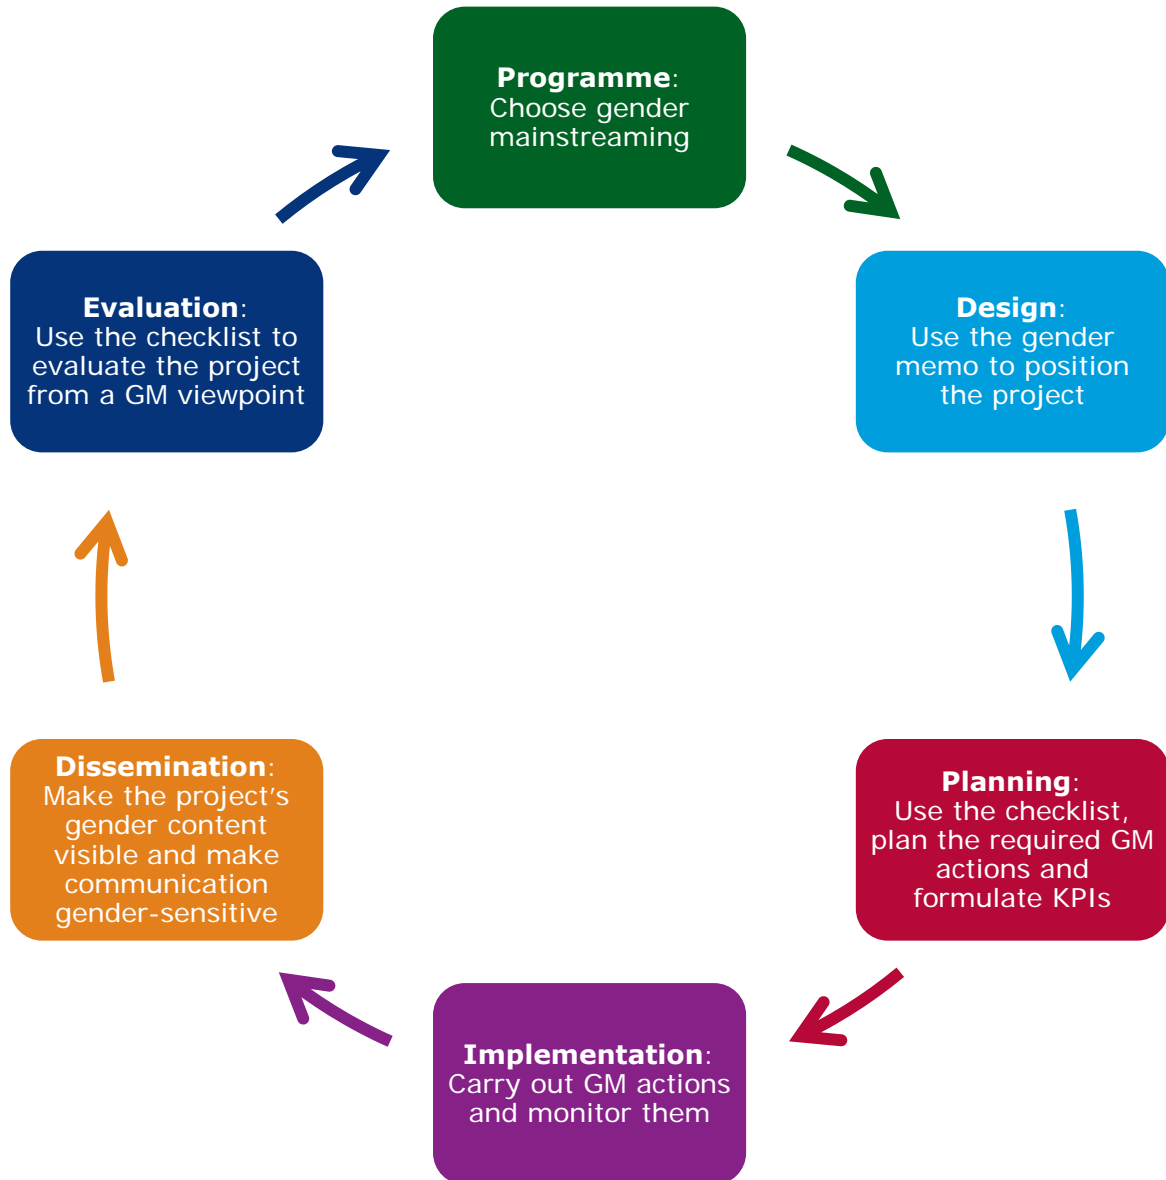 Programme:
Choose gender
mainstreaming
Design:
Use the gender
memo to position
the project
Planning:
Use the checklist,
plan the required GM
actions and
formulate KPIs
Implementation:
Carry out GM actions
and monitor them
Dissemination:
Make the project's
gender content
visible and make
communication
gender-sensitive
Evaluation:
Use the checklist to
evaluate the project
from a GM viewpoint